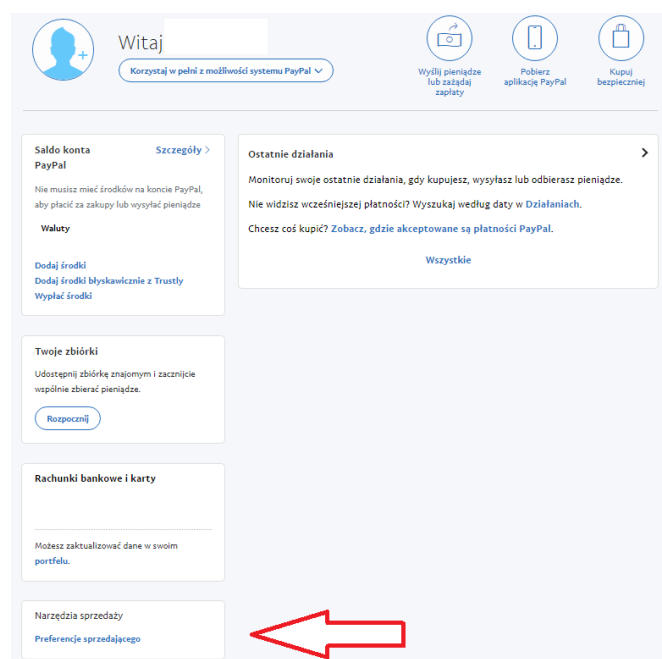 Witaj
Korzystaj w pełni z możliwości systemu PayPal
Wyślij pieniądze
lub zażądaj
zapłaty
Pobierz
aplikację PayPal
Kupuj
bezpieczniej
Saldo konta
PayPal
Szczegóły
Nie musisz mieć środków na koncie PayPal,
aby płacić za zakupy lub wysyłać pieniądze
Waluty
Dodaj środki
Dodaj środki błyskawicznie z Trustly
Wypłać środki
Ostatnie działania
Monitoruj swoje ostatnie działania, gdy kupujesz, wysyłasz lub odbierasz pieniądze.
Nie widzisz wcześniejszej płatności? Wyszukaj według daty w Działaniach.
Chcesz coś kupić? Zobacz, gdzie akceptowane są płatności PayPal.
Wszystkie
Twoje zbiórki
Udostępnij zbiórkę znajomym i zacznijcie
wspólnie zbierać pieniądze.
Rozpocznij
Rachunki bankowe i karty
Możesz zaktualizować dane w swoim
portfelu.
Narzędzia sprzedaży
Preferencje sprzedającego